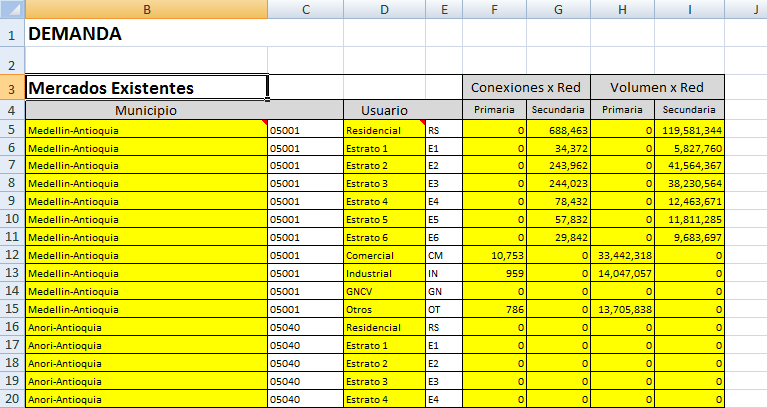 B C D E F G H I J
1 DEMANDA
2
3 Mercados Existentes Conexiones x Red Volumen x Red
4 Municipio Usuario Primaria Secundaria Primaria Secundaria
5 Medellin-Antioquia 05001 Residencial RS 0 688,463 0 119,581,344
6 Medellin-Antioquia 05001 Estrato 1 E1 0 34,372 0 5,827,760
7 Medellin-Antioquia 05001 Estrato 2 E2 0 243,962 0 41,564,367
8 Medellin-Antioquia 05001 Estrato 3 E3 0 244,023 0 38,230,564
9 Medellin-Antioquia 05001 Estrato 4 E4 0 78,432 0 12,463,671
10 Medellin-Antioquia 05001 Estrato 5 E5 0 57,832 0 11,811,285
11 Medellin-Antioquia 05001 Estrato 6 E6 0 29,842 0 9,683,697
12 Medellin-Antioquia 05001 Comercial CM 10,753 0 33,442,318 0
13 Medellin-Antioquia 05001 Industrial IN 959 0 14,047,057 0
14 Medellin-Antioquia 05001 GNCV GN 0 0 0 0
15 Medellin-Antioquia 05001 Otros OT 786 0 13,705,838 0
16 Anori-Antioquia 05040 Residencial RS 0 0 0 0
17 Anori-Antioquia 05040 Estrato 1 E1 0 0 0 0
18 Anori-Antioquia 05040 Estrato 2 E2 0 0 0 0
19 Anori-Antioquia 05040 Estrato 3 E3 0 0 0 0
20 Anori-Antioquia 05040 Estrato 4 E4 0 0 0 0